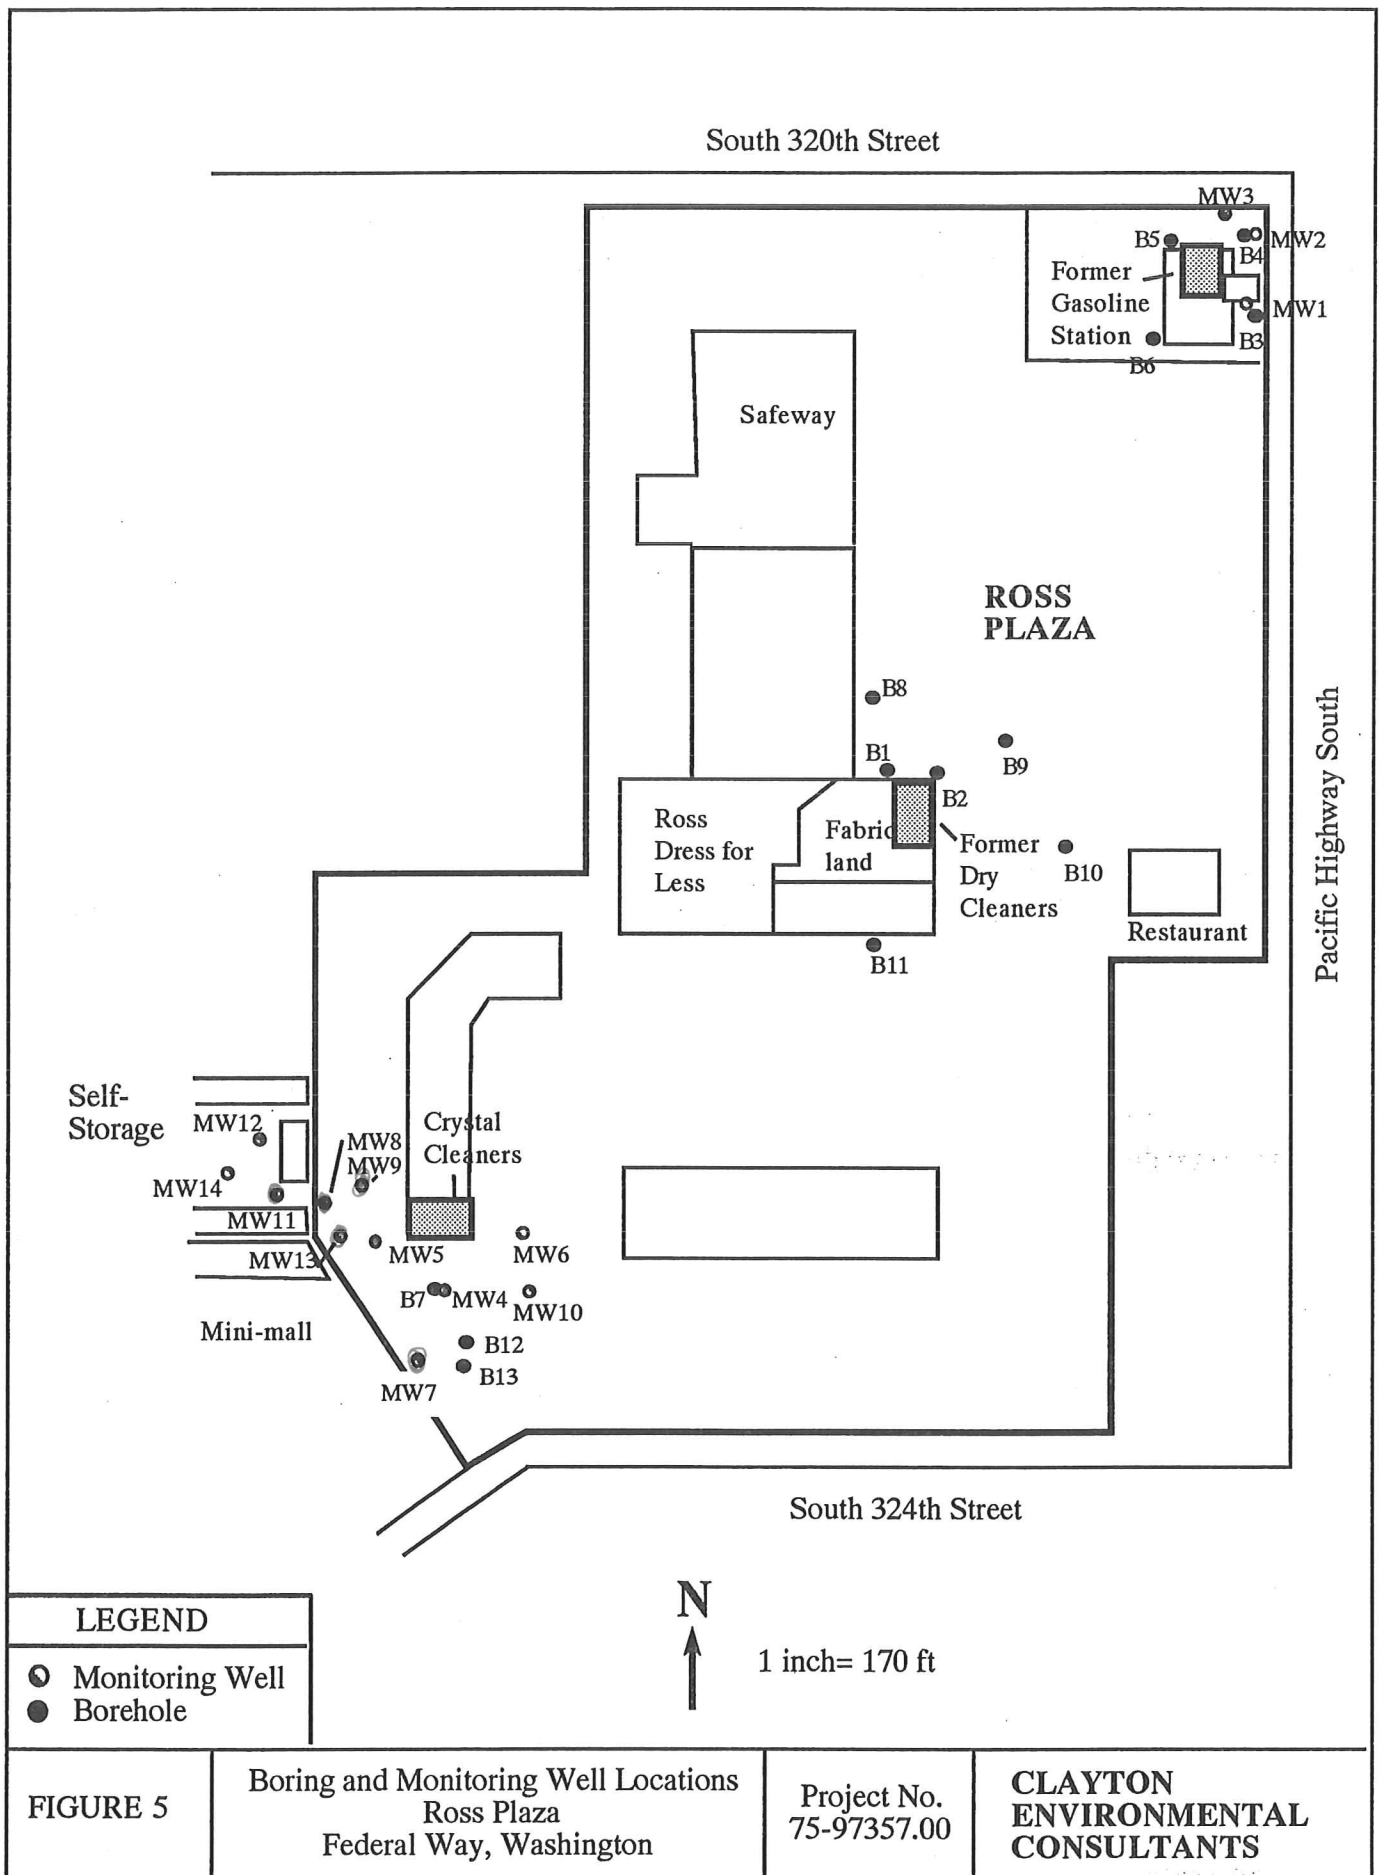 South 320th Street
MW3
B5
MW2
B4
Former
Gasoline
Station
MW1
B3
B6
Safeway
ROSS
PLAZA
Pacific Highway South
B8
B1
B9
B2
Ross
Dress for
Less
Fabric
land
Former
Dry
Cleaners
B10
Restaurant
B11
Self-
Storage
MW12
MW8
MW9
Crystal
Cleaners
MW14
MW11
MW13
MW5
MW6
B7
MW4
MW10
Mini-mall
B12
B13
MW7
South 324th Street
N
1 inch= 170 ft
LEGEND
Monitoring Well
Borehole
FIGURE 5
Boring and Monitoring Well Locations
Ross Plaza
Federal Way, Washington
Project No.
75-97357.00
CLAYTON
ENVIRONMENTAL
CONSULTANTS